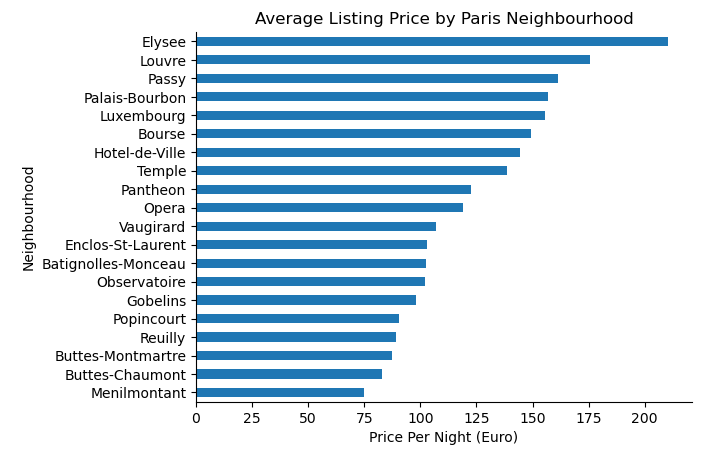 Average Listing Price by Paris Neighbourhood
Elysee
Louvre
Passy
Palais-Bourbon
Luxembourg
Bourse
Hotel-de-Ville
Temple
Pantheon
Opera
Vaugirard
Enclos-St-Laurent
Batignolles-Monceau
Observatoire
Gobelins
Popincourt
Reuilly
Buttes-Montmartre
Buttes-Chaumont
Menilmontant
Neighbourhood
0 25 50 75 100 125 150 175 200
Price Per Night (Euro)